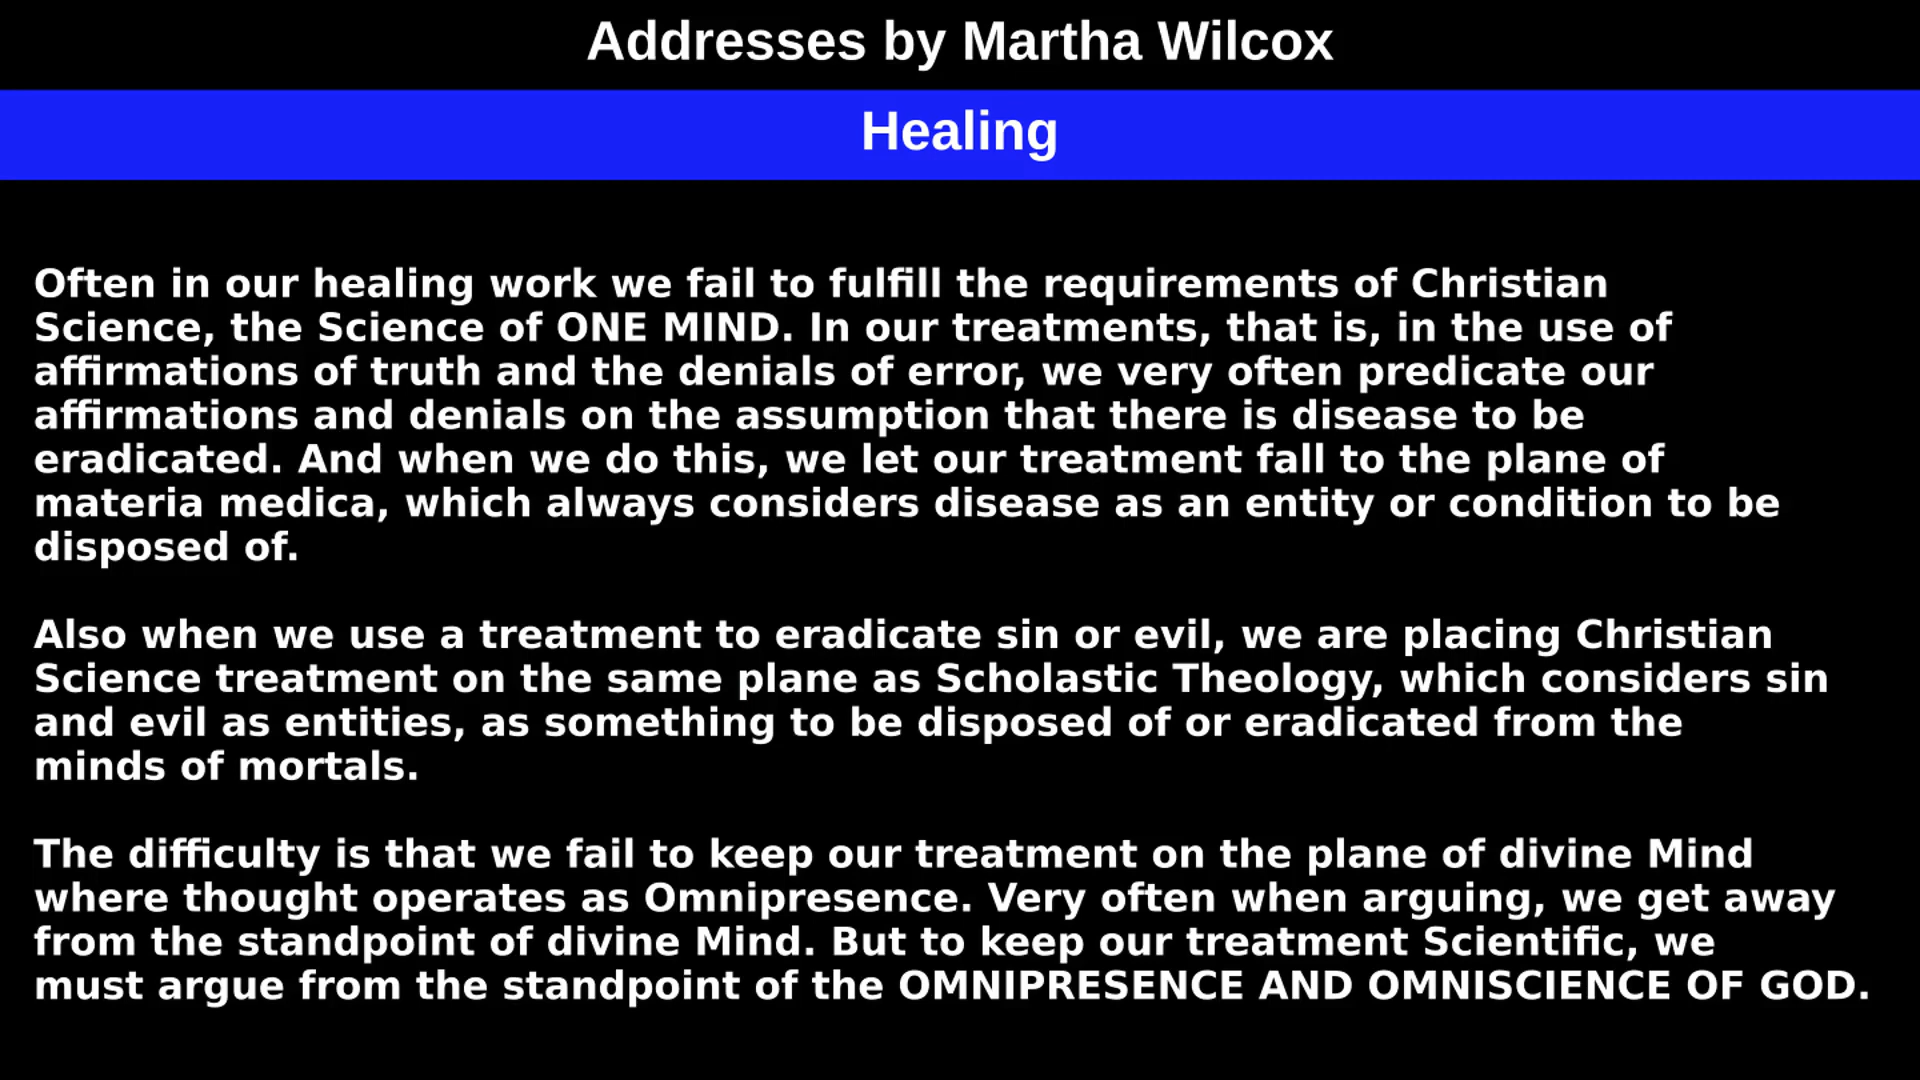 Addresses by Martha Wilcox
Healing
Often in our healing work we fail to fulfill the requirements of Christian
Science, the Science of ONE MIND. In our treatments, that is, in the use of
affirmations of truth and the denials of error, we very often predicate our
affirmations and denials on the assumption that there is disease to be
eradicated. And when we do this, we let our treatment fall to the plane of
materia medica, which always considers disease as an entity or condition to be
disposed of.
Also when we use a treatment to eradicate sin or evil, we are placing Christian
Science treatment on the same plane as Scholastic Theology, which considers sin
and evil as entities, as something to be disposed of or eradicated from the
minds of mortals.
The difficulty is that we fail to keep our treatment on the plane of divine Mind
where thought operates as Omnipresence. Very often when arguing, we get away
from the standpoint of divine Mind. But to keep our treatment Scientific, we
must argue from the standpoint of the OMNIPRESENCE AND OMNISCIENCE OF GOD.